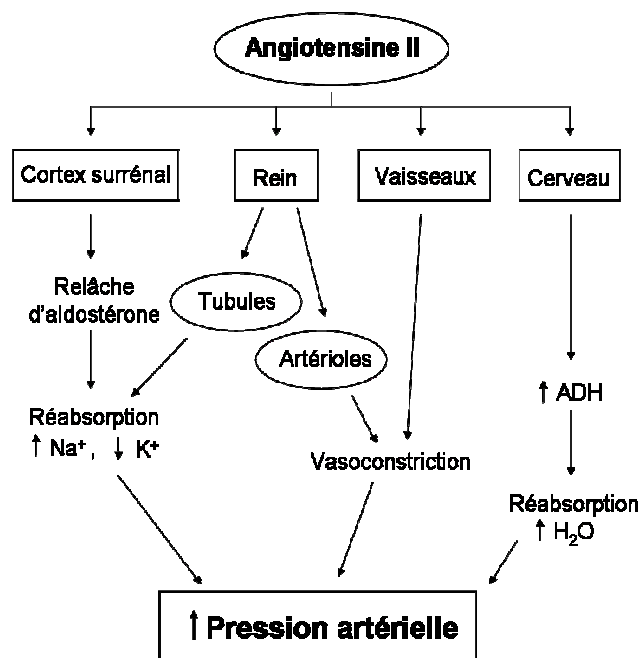 Angiotensine II
Cortex surrénal
Rein
Vaisseaux
Cerveau
Relâche
d'aldostérone
Tubules
Artérioles
↑ ADH
Réabsorption
↑ Na⁺, ↓ K⁺
Vasoconstriction
Réabsorption
↑ H₂O
↑ Pression artérielle